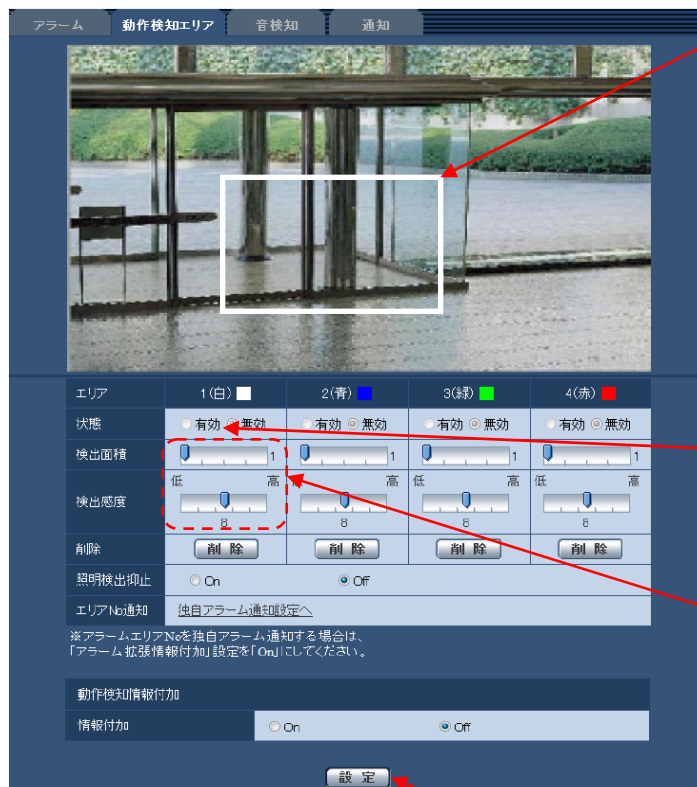 アラーム 動作検知エリア 音検知 通知
エリア 1(白) 2(青) 3(緑) 4(赤)
状態 有効 無効 有効 無効 有効 無効 有効 無効
検出面積 1 1 1 1
低 高 低 高 低 高 低 高
検出感度
8 8 8 8
削除 削 除 削 除 削 除 削 除
照明検出抑止 On Off
エリアNo通知 独自アラーム通知設定へ
※アラームエリアNoを独自アラーム通知する場合は、
「アラーム拡張情報付加」設定を「On」にしてください。
動作検知情報付加
情報付加 On Off
設 定